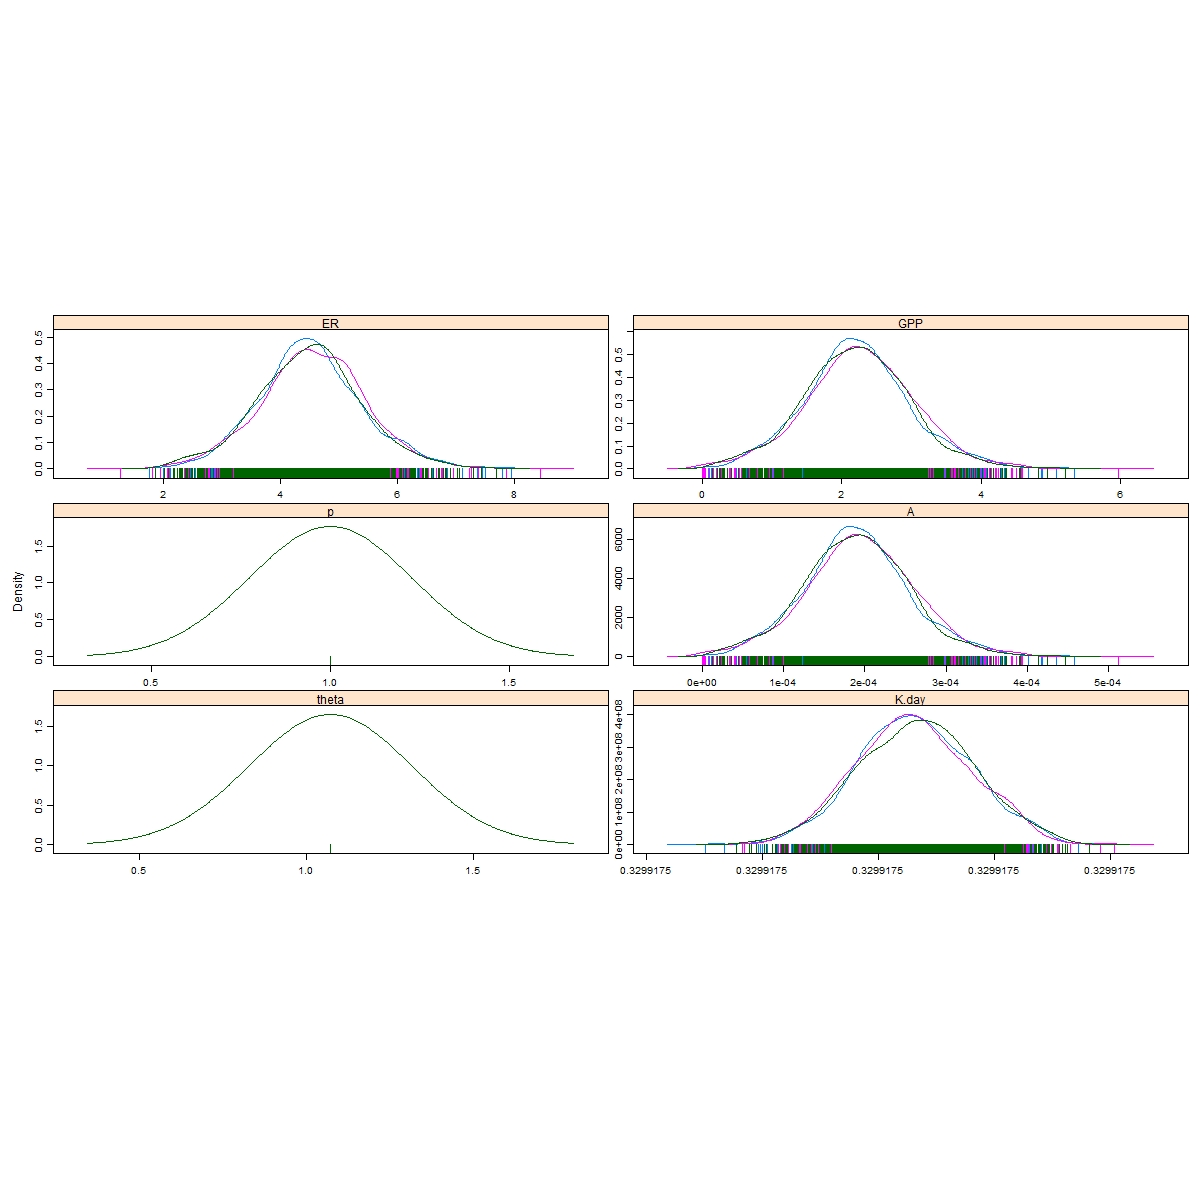 ER
0.0 0.1 0.2 0.3 0.4 0.5
2 4 6 8
GPP
0.0 0.1 0.2 0.3 0.4 0.5
0 2 4 6
p
0.0 0.5 1.0 1.5
0.5 1.0 1.5
A
0 2000 4000 6000
0e+00 1e-04 2e-04 3e-04 4e-04 5e-04
Density
theta
0.0 0.5 1.0 1.5
0.5 1.0 1.5
K.day
0e+00 1e+08 2e+08 3e+08 4e+08
0.3299175 0.3299175 0.3299175 0.3299175 0.3299175